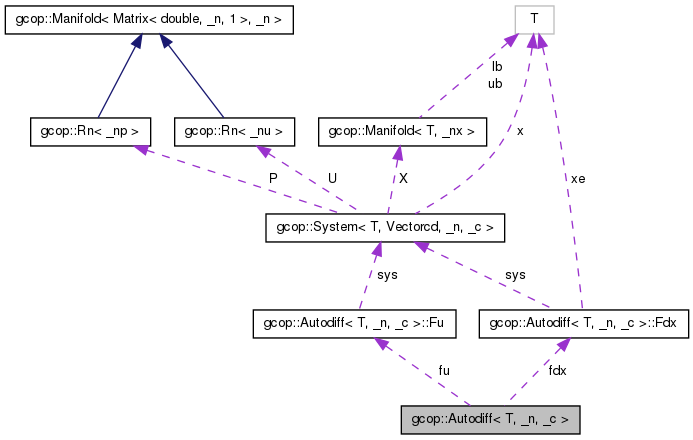 gcop::Manifold< Matrix< double, _n, 1 >, _n >
T
lb
ub
gcop::Rn< _np >
gcop::Rn< _nu >
gcop::Manifold< T, _nx >
x
xe
P
U
X
gcop::System< T, Vectorcd, _n, _c >
sys
sys
gcop::Autodiff< T, _n, _c >::Fu
gcop::Autodiff< T, _n, _c >::Fdx
fu
fdx
gcop::Autodiff< T, _n, _c >